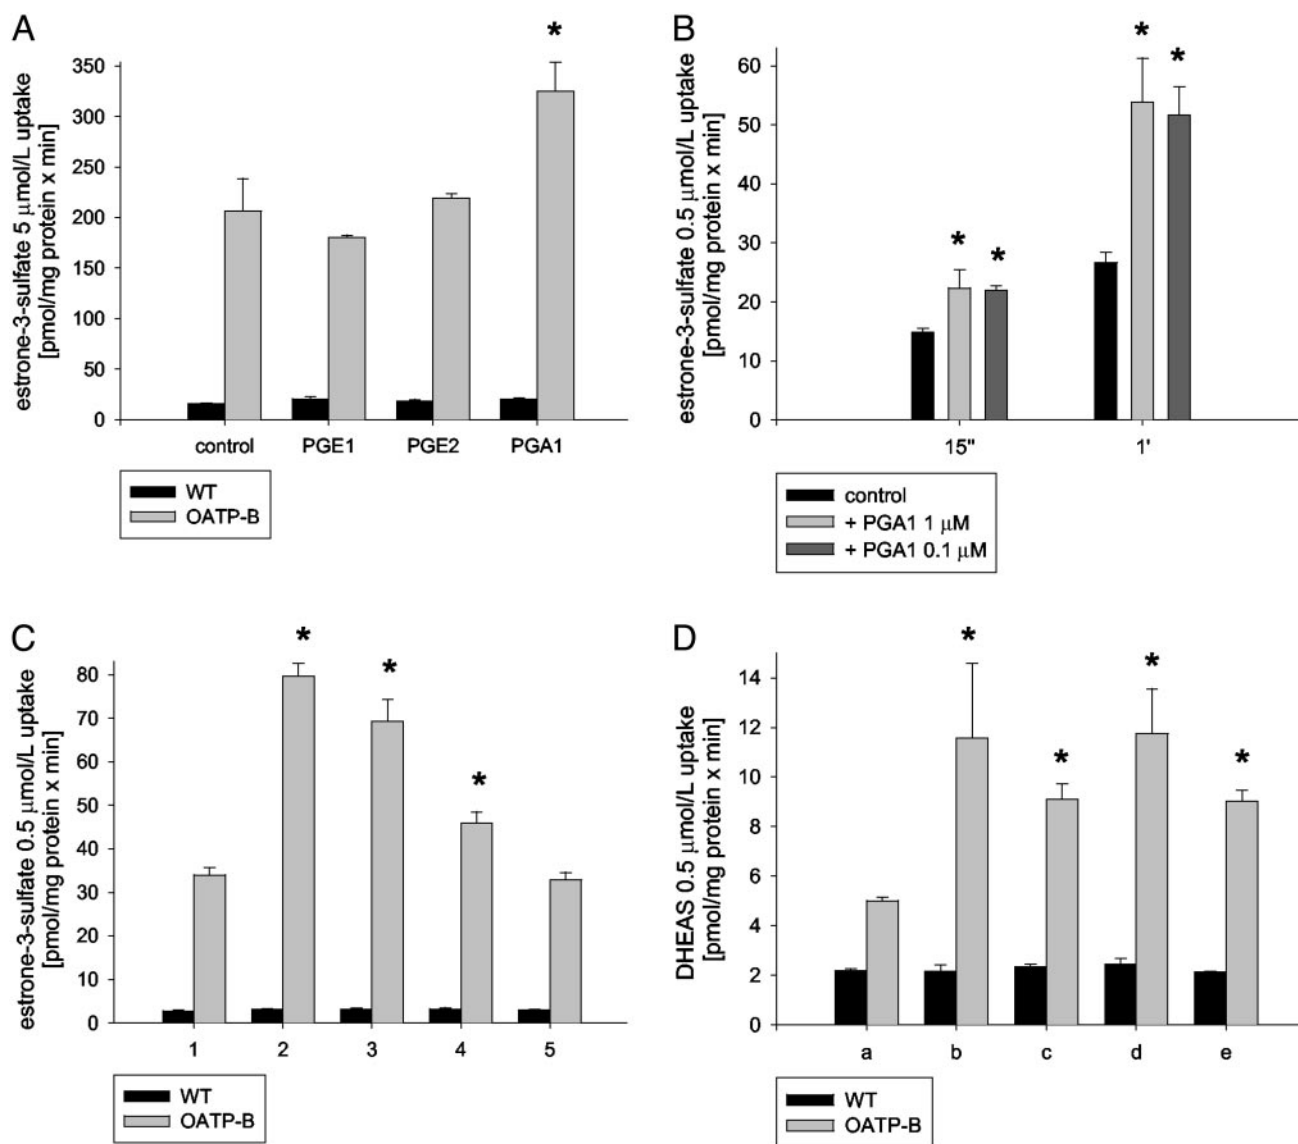 A
*
estrone-3-sulfate 5 μmol/L uptake
[pmol/mg protein x min]
350
300
250
200
150
100
50
0
control PGE1 PGE2 PGA1
WT
OATP-B
B
* *
* *
estrone-3-sulfate 0.5 μmol/L uptake
[pmol/mg protein x min]
60
50
40
30
20
10
0
15" 1'
control
+ PGA1 1 μM
+ PGA1 0.1 μM
C
* * *
estrone-3-sulfate 0.5 μmol/L uptake
[pmol/mg protein x min]
80
70
60
50
40
30
20
10
0
1 2 3 4 5
WT
OATP-B
D
* * * *
DHEAS 0.5 μmol/L uptake
[pmol/mg protein x min]
14
12
10
8
6
4
2
0
a b c d e
WT
OATP-B